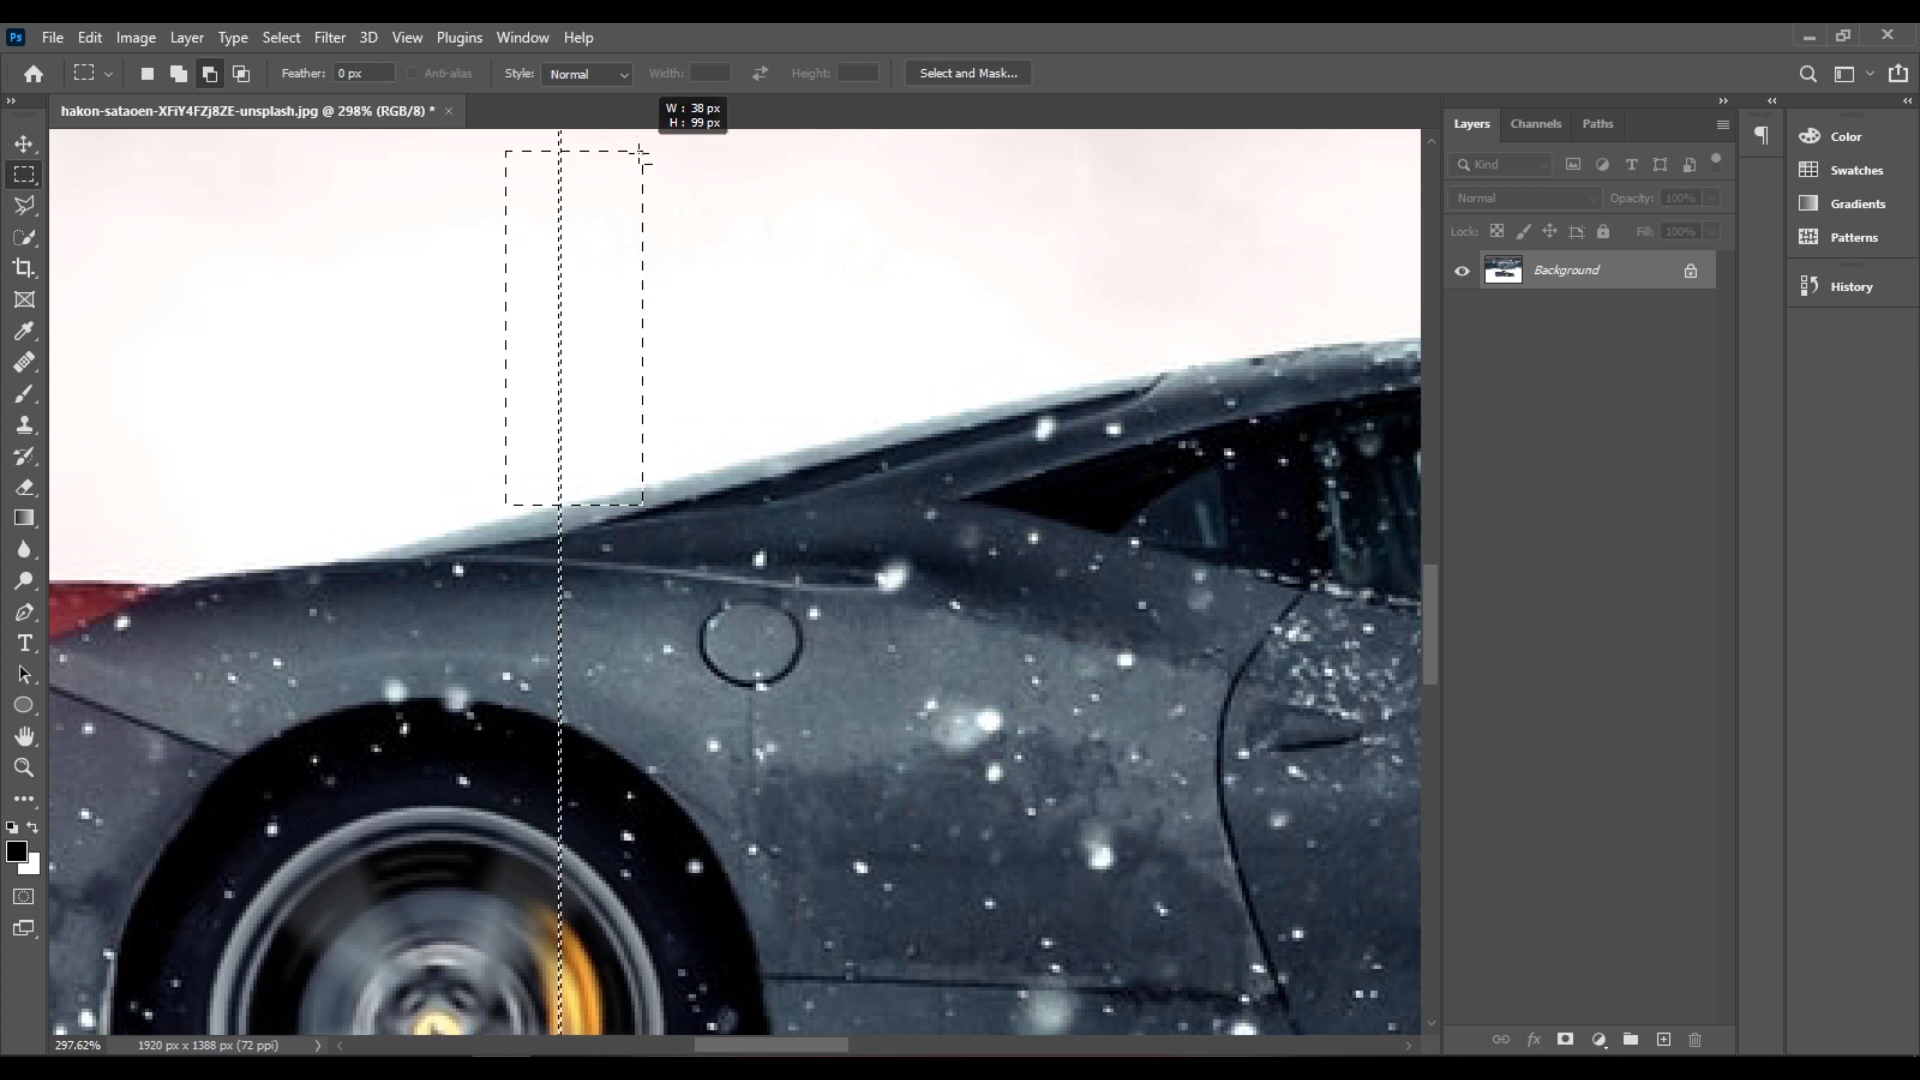 Ps File Edit Image Layer Type Select Filter 3D View Plugins Window Help
Feather: 0 px Anti-alias Style: Normal Width: Height: Select and Mask...
hakon-sataoen-XFiY4FZj8ZE-unsplash.jpg @ 298% (RGB/8) * ×
W : 38 px
H : 99 px
Layers Channels Paths
Kind
Normal Opacity: 100%
Lock: Fill: 100%
Background
Color
Swatches
Gradients
Patterns
History
297.62% 1920 px x 1388 px (72 ppi)